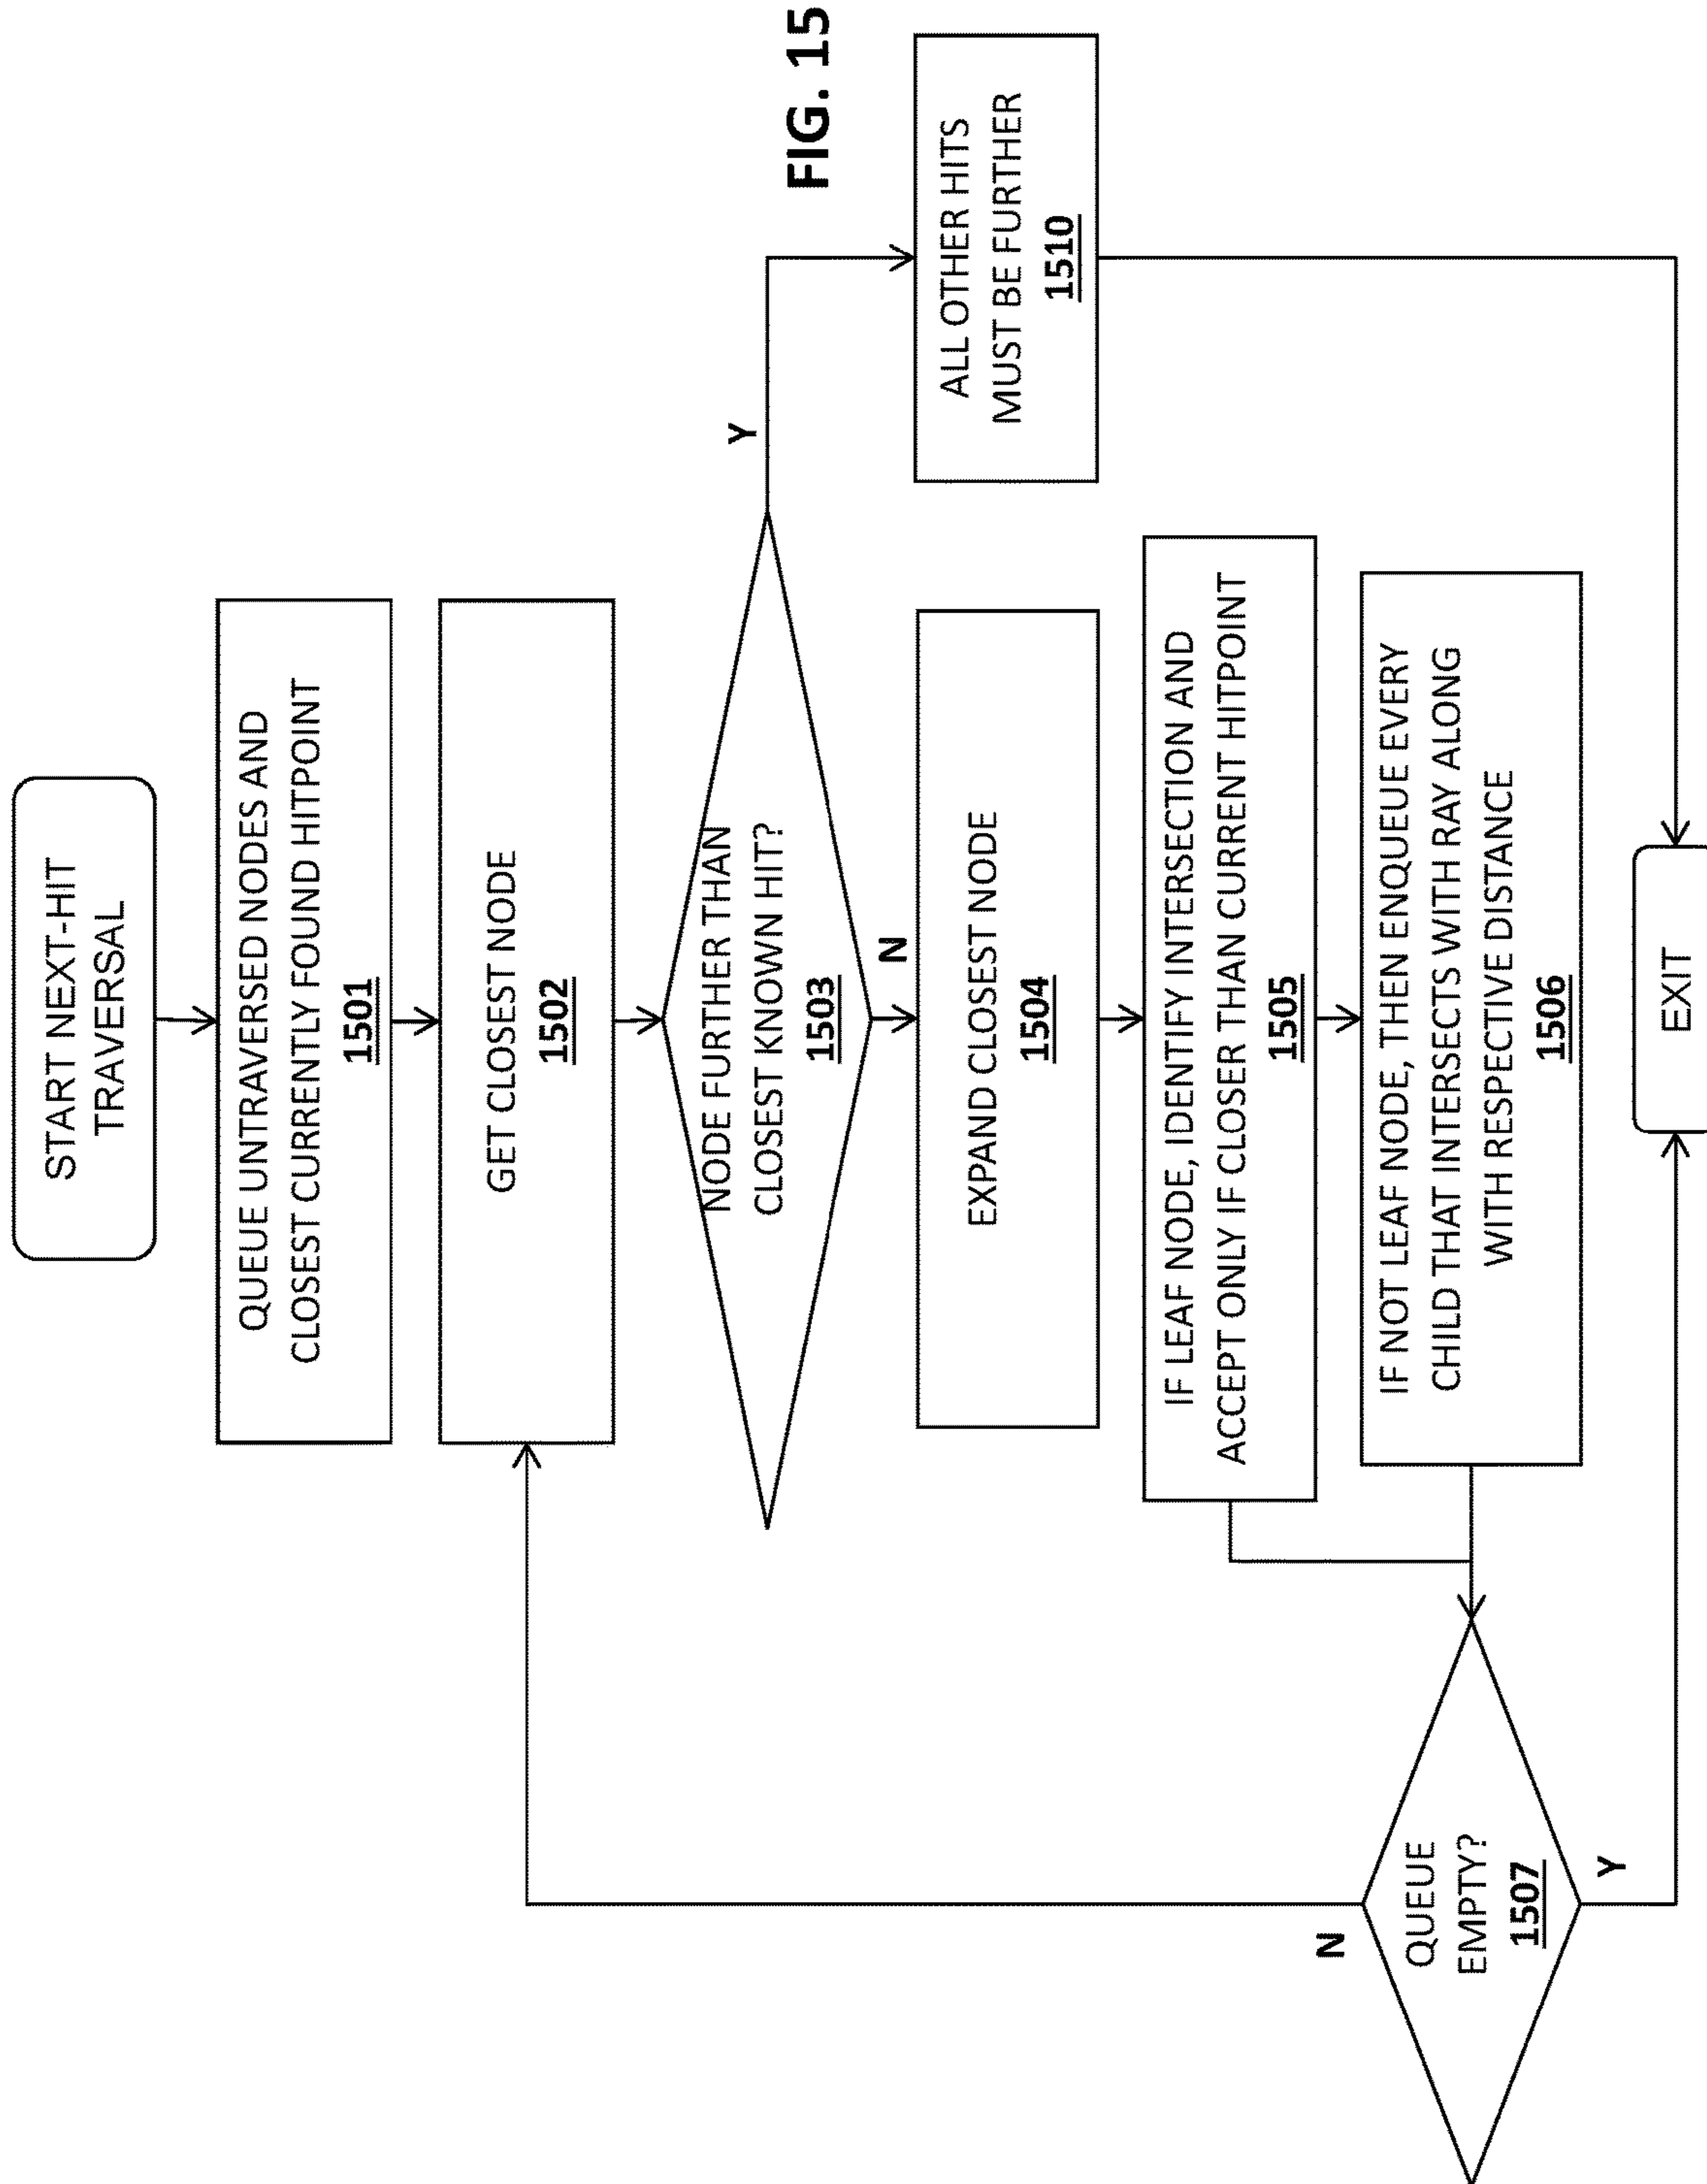 START NEXT-HIT
TRAVERSAL
QUEUE UNTRAVERSED NODES AND
CLOSEST CURRENTLY FOUND HITPOINT
1501
GET CLOSEST NODE
1502
NODE FURTHER THAN
CLOSEST KNOWN HIT?
1503
Y
N
FIG. 15
ALL OTHER HITS
MUST BE FURTHER
1510
EXPAND CLOSEST NODE
1504
IF LEAF NODE, IDENTIFY INTERSECTION AND
ACCEPT ONLY IF CLOSER THAN CURRENT HITPOINT
1505
IF NOT LEAF NODE, THEN ENQUEUE EVERY
CHILD THAT INTERSECTS WITH RAY ALONG
WITH RESPECTIVE DISTANCE
1506
N
QUEUE
EMPTY?
1507
Y
EXIT